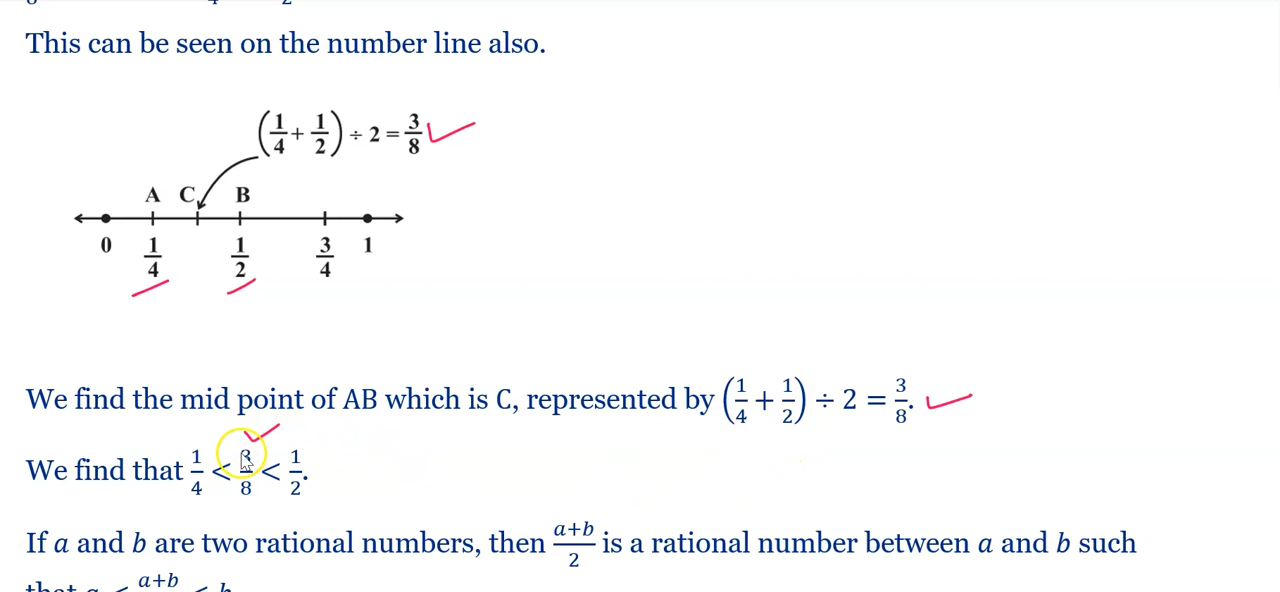 This can be seen on the number line also.
(1/4 + 1/2) ÷ 2 = 3/8
A C B
0 1/4 1/2 3/4 1
We find the mid point of AB which is C, represented by (1/4 + 1/2) ÷ 2 = 3/8.
We find that 1/4 < 3/8 < 1/2.
If a and b are two rational numbers, then a+b/2 is a rational number between a and b such
a+b